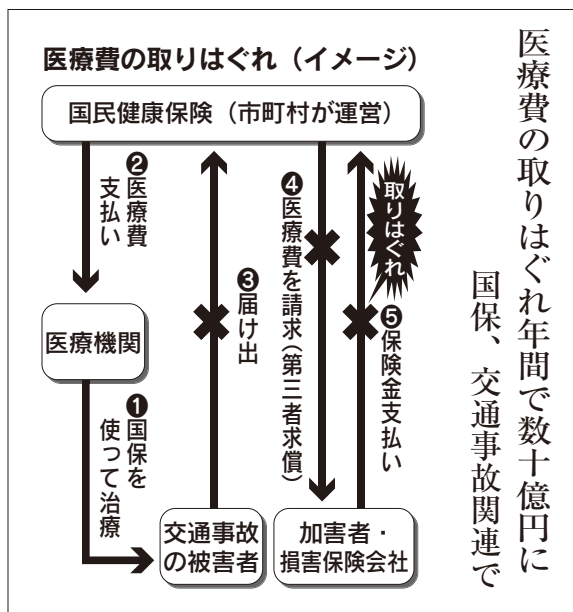 医療費の取りはぐれ年間で数十億円に
国保、交通事故関連で
医療費の取りはぐれ(イメージ)
国民健康保険(市町村が運営)
❷医療費
支払い
医療機関
❶国保を
使って治療
❸届け出
❹医療費を請求(第三者求償)
取りはぐれ
❺保険金支払い
交通事故
の被害者
加害者・
損害保険会社